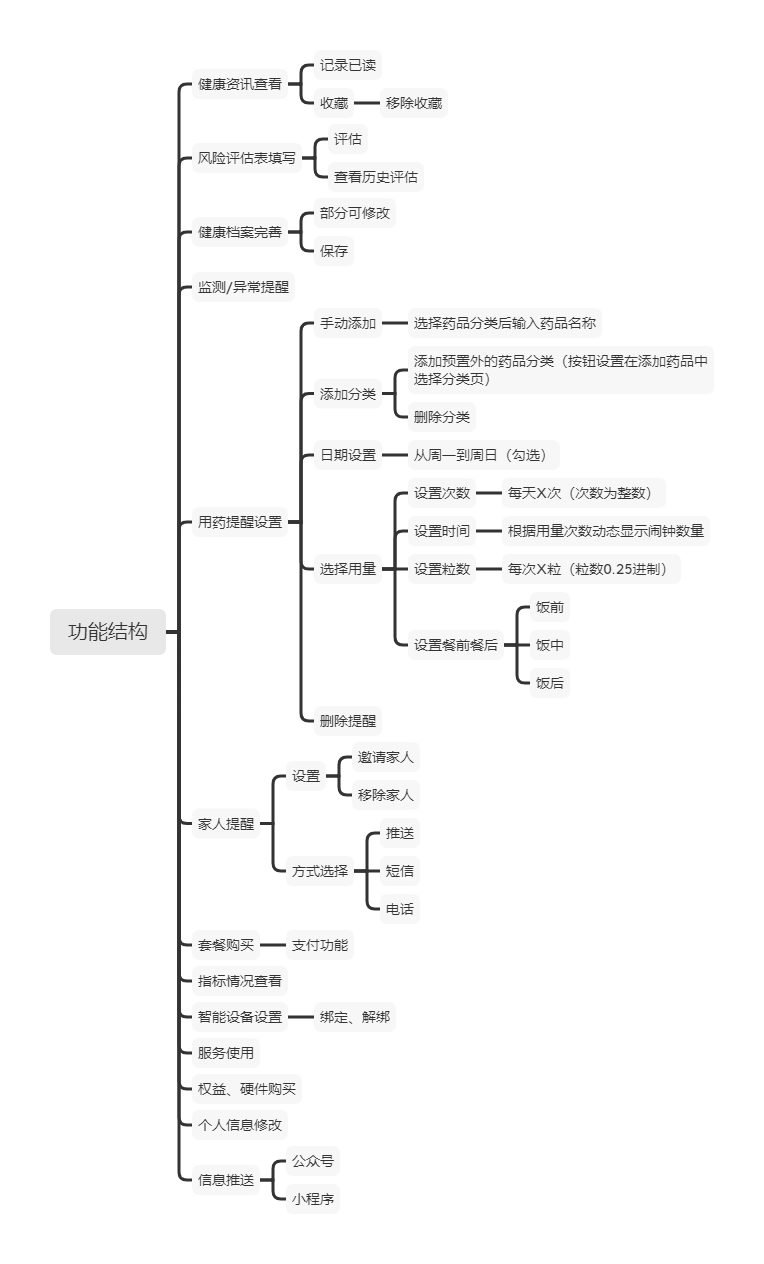 功能结构
健康资讯查看
记录已读
收藏
移除收藏
风险评估表填写
评估
查看历史评估
健康档案完善
部分可修改
保存
监测/异常提醒
用药提醒设置
手动添加
选择药品分类后输入药品名称
添加分类
添加预置外的药品分类（按钮设置在添加药品中
选择分类页）
删除分类
日期设置
从周一到周日（勾选）
选择用量
设置次数
每天X次（次数为整数）
设置时间
根据用量次数动态显示闹钟数量
设置粒数
每次X粒（粒数0.25进制）
设置餐前餐后
饭前
饭中
饭后
删除提醒
家人提醒
设置
邀请家人
移除家人
方式选择
推送
短信
电话
套餐购买
支付功能
指标情况查看
智能设备设置
绑定、解绑
服务使用
权益、硬件购买
个人信息修改
信息推送
公众号
小程序